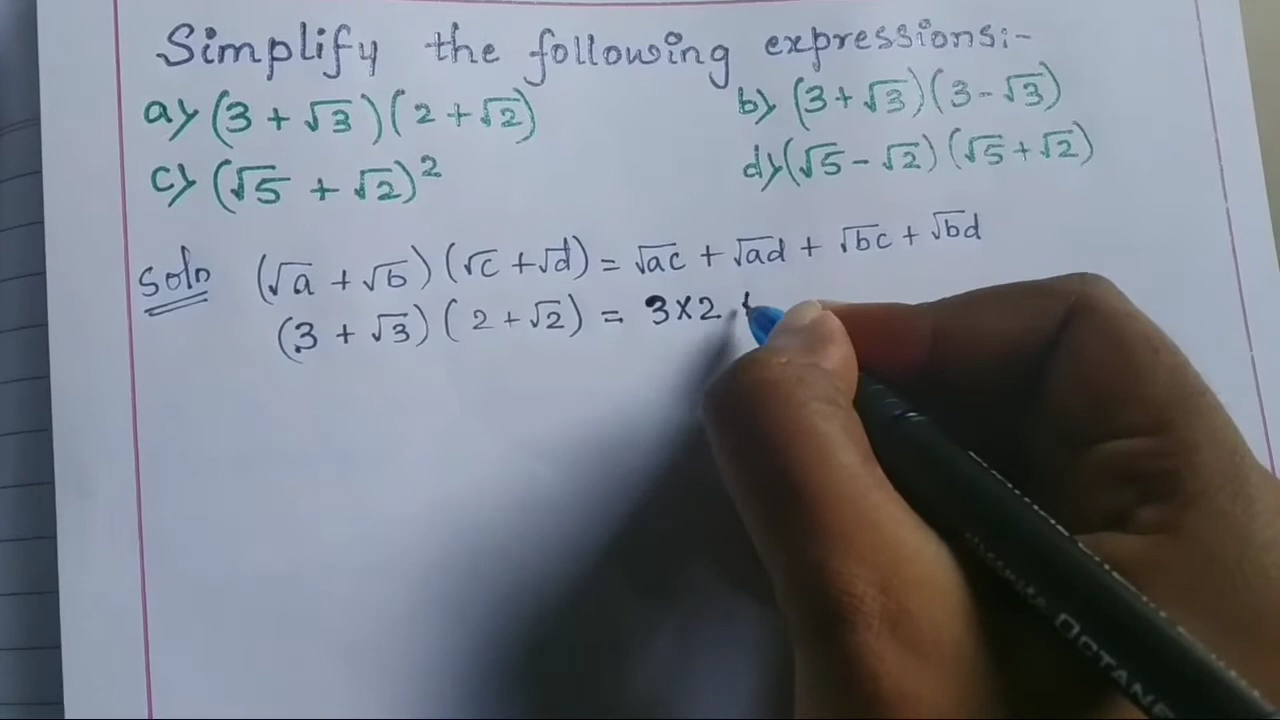 Simplify the following expressions:-
a) (3 + √3)(2 + √2) b) (3 + √3)(3 - √3)
c) (√5 + √2)² d) (√5 - √2)(√5 + √2)
Soln (√a + √b)(√c + √d) = √ac + √ad + √bc + √bd
(3 + √3)(2 + √2) = 3×2
OCTANE